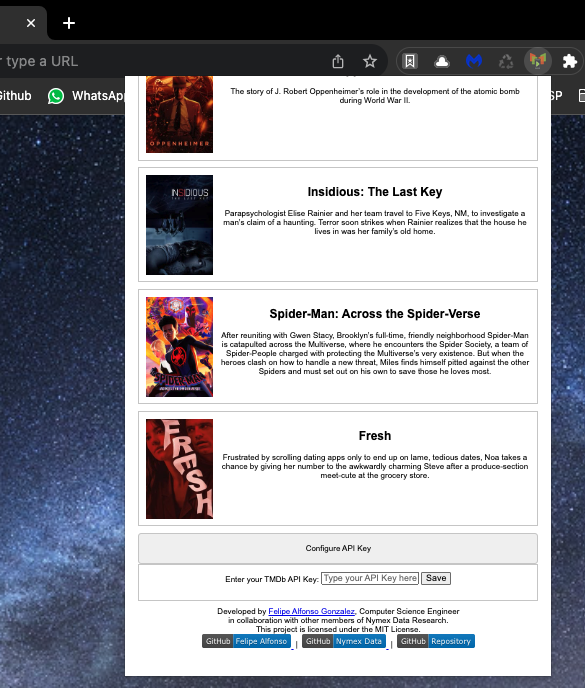 r type a URL
Github
WhatsApp
SP
The story of J. Robert Oppenheimer's role in the development of the atomic bomb
during World War II.
OPPENHEIMER
INSIDIOUS
THE LAST KEY
Insidious: The Last Key
Parapsychologist Elise Rainier and her team travel to Five Keys, NM, to investigate a
man's claim of a haunting. Terror soon strikes when Rainier realizes that the house he
lives in was her family's old home.
Spider-Man: Across the Spider-Verse
After reuniting with Gwen Stacy, Brooklyn's full-time, friendly neighborhood Spider-Man
is catapulted across the Multiverse, where he encounters the Spider Society, a team of
Spider-People charged with protecting the Multiverse's very existence. But when the
heroes clash on how to handle a new threat, Miles finds himself pitted against the other
Spiders and must set out on his own to save those he loves most.
SPIDER-MAN
Fresh
Frustrated by scrolling dating apps only to end up on lame, tedious dates, Noa takes a
chance by giving her number to the awkwardly charming Steve after a produce-section
meet-cute at the grocery store.
FRESH
Configure API Key
Enter your TMDb API Key: Type your API Key here Save
Developed by Felipe Alfonso Gonzalez, Computer Science Engineer
in collaboration with other members of Nymex Data Research.
This project is licensed under the MIT License.
GitHub Felipe Alfonso | GitHub Nymex Data | GitHub Repository